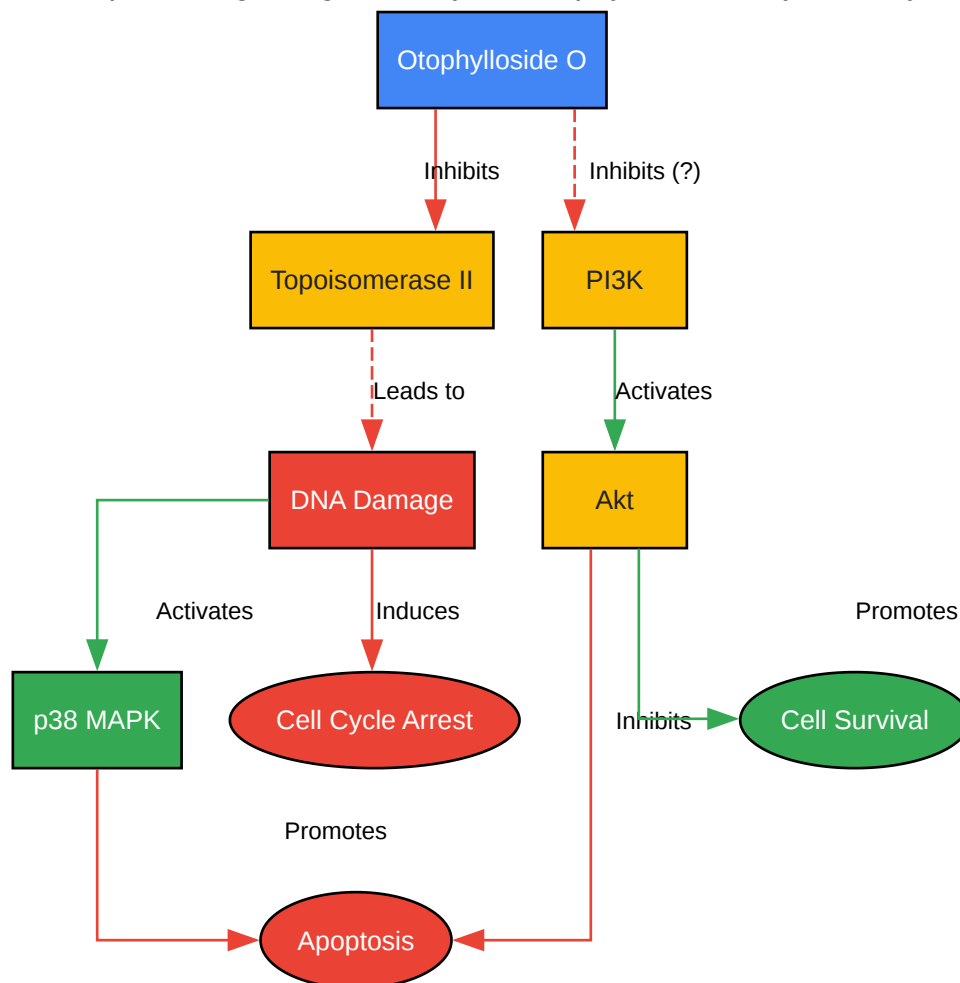 Otophylloside O
Inhibits
Inhibits (?)
Topoisomerase II
PI3K
Leads to
Activates
DNA Damage
Akt
Activates
Induces
Promotes
p38 MAPK
Cell Cycle Arrest
Inhibits
Cell Survival
Promotes
Apoptosis